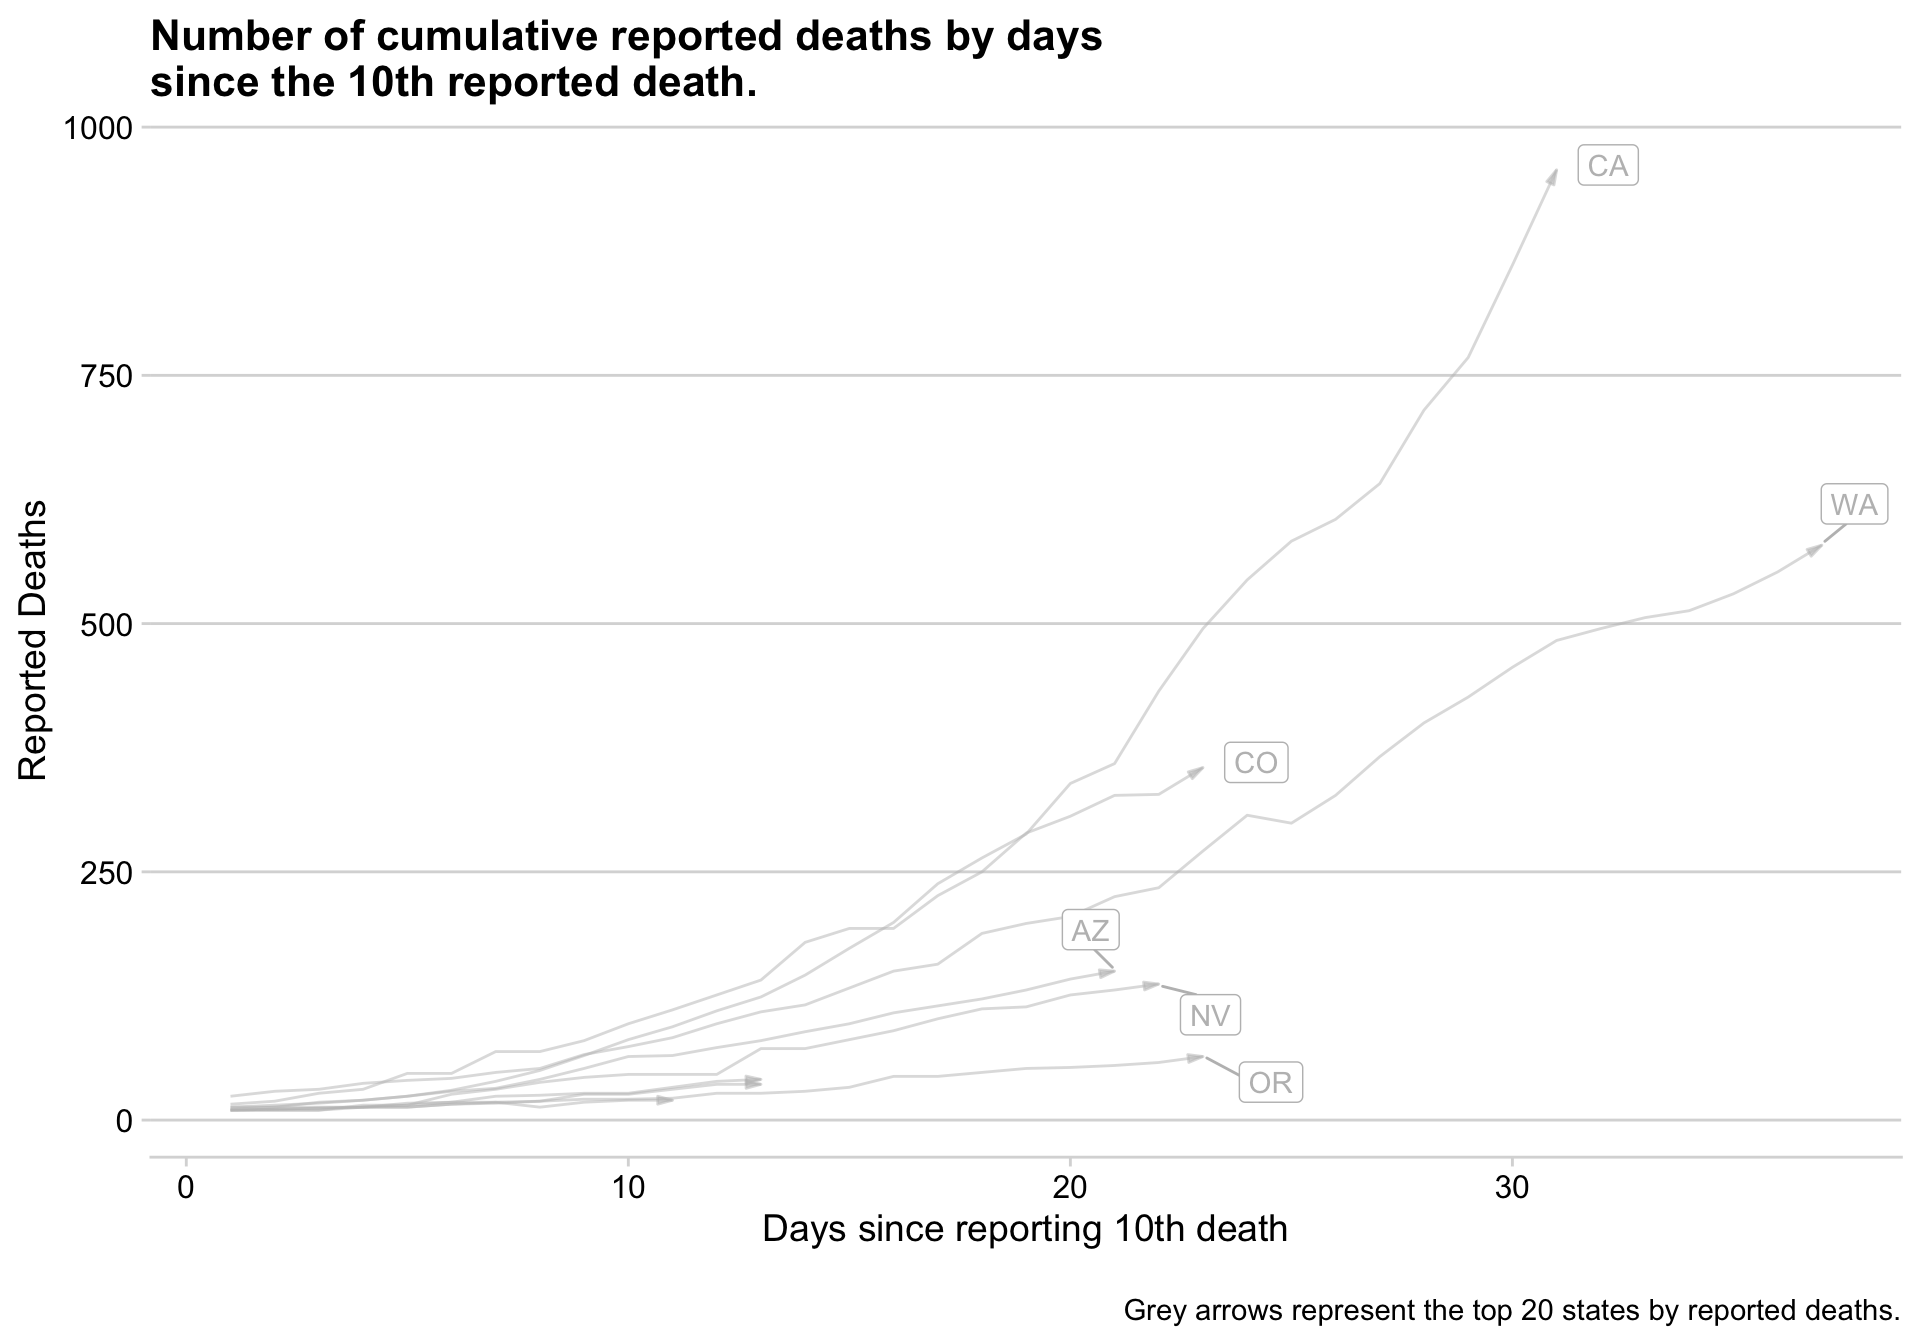 Number of cumulative reported deaths by days
since the 10th reported death.
1000
CA
750
WA
Reported Deaths
500
CO
250
AZ
NV
OR
0
0 10 20 30
Days since reporting 10th death
Grey arrows represent the top 20 states by reported deaths.